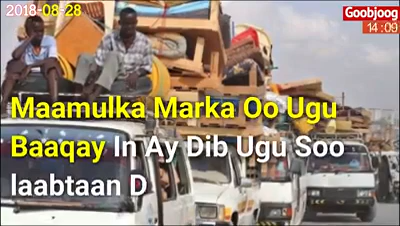 2018-08-28
Goobjoog
14:09
Maamulka Marka Oo Ugu
Baaqay In Ay Dib Ugu Soo
laabtaan D